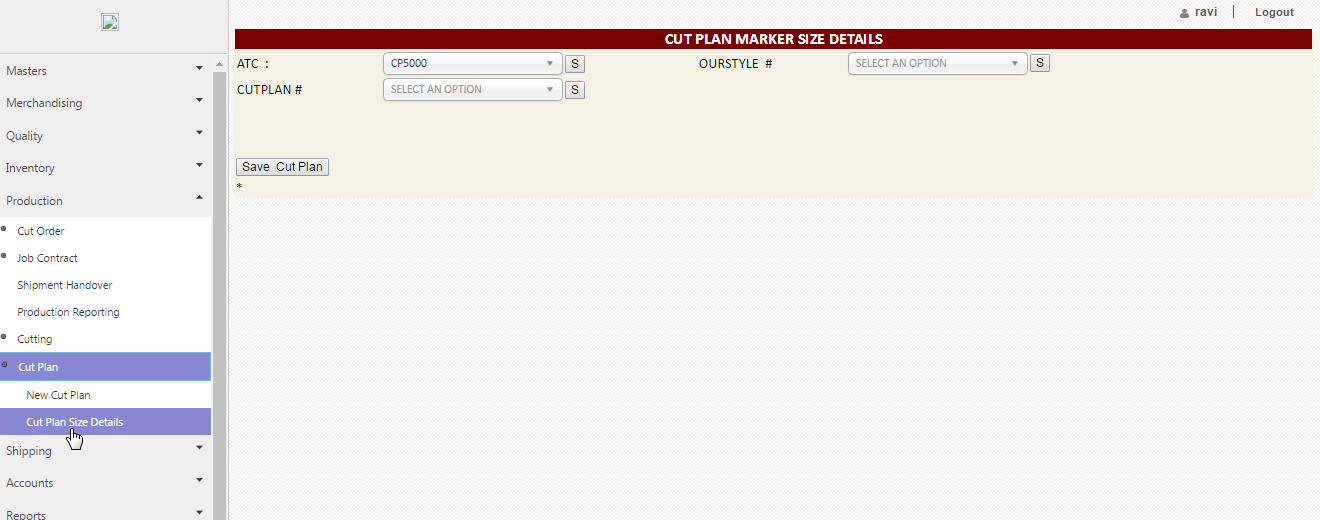 ravi | Logout
CUT PLAN MARKER SIZE DETAILS
ATC : CP5000 S OURSTYLE # SELECT AN OPTION S
CUTPLAN # SELECT AN OPTION S
Save Cut Plan
*
Masters
Merchandising
Quality
Inventory
Production
Cut Order
Job Contract
Shipment Handover
Production Reporting
Cutting
Cut Plan
New Cut Plan
Cut Plan Size Details
Shipping
Accounts
Reports